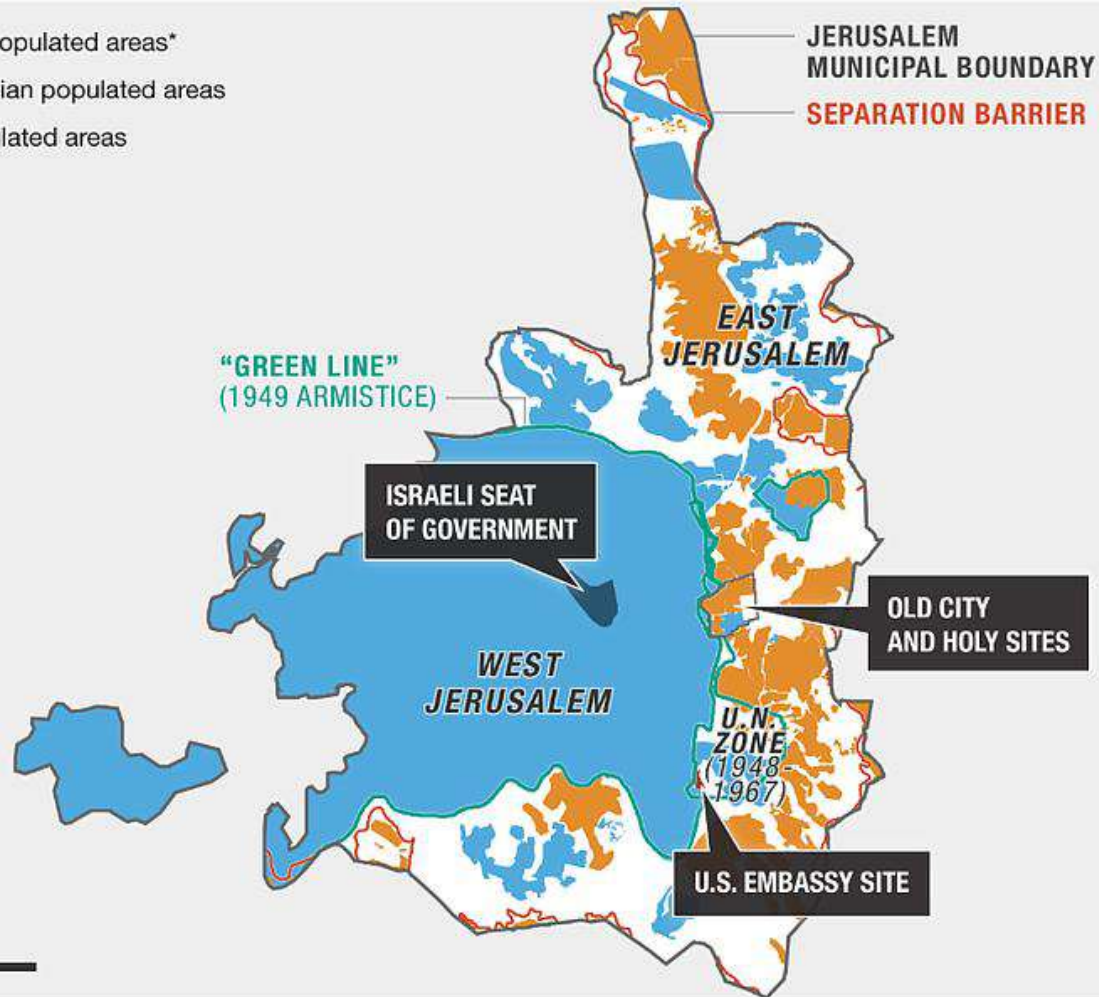 opulated areas*
ian populated areas
lated areas
JERUSALEM
MUNICIPAL BOUNDARY
SEPARATION BARRIER
EAST
JERUSALEM
“GREEN LINE”
(1949 ARMISTICE)
ISRAELI SEAT
OF GOVERNMENT
OLD CITY
AND HOLY SITES
WEST
JERUSALEM
U.N.
ZONE
(1948-
1967)
U.S. EMBASSY SITE